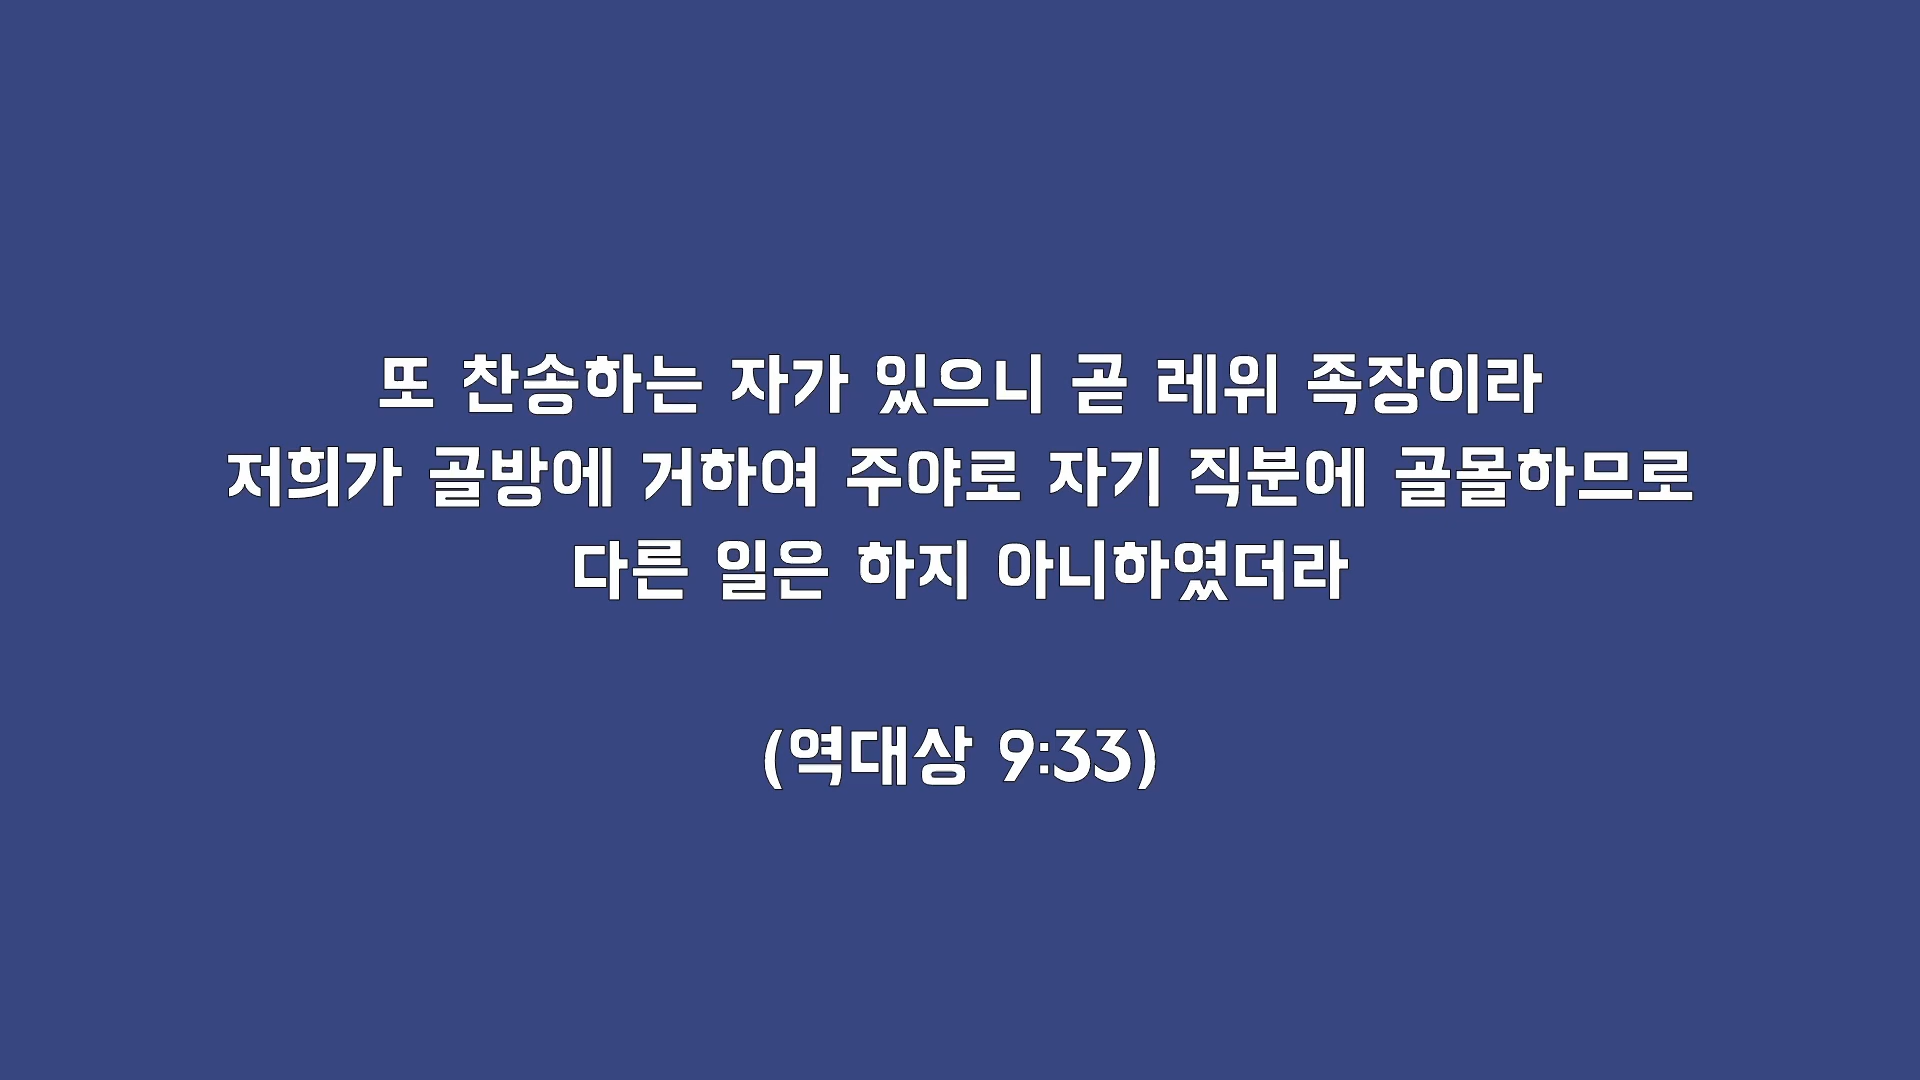 또 찬송하는 자가 있으니 곧 레위 족장이라
저희가 골방에 거하여 주야로 자기 직분에 골몰하므로
다른 일은 하지 아니하였더라
(역대상 9:33)